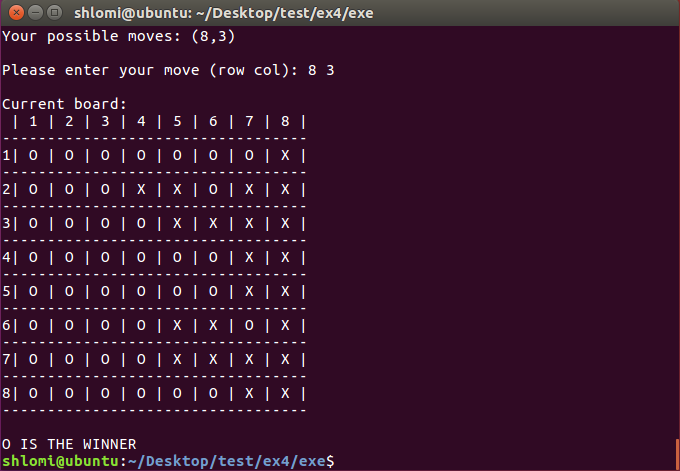 shlomi@ubuntu: ~/Desktop/test/ex4/exe
Your possible moves: (8,3)
Please enter your move (row col): 8 3
Current board:
 | 1 | 2 | 3 | 4 | 5 | 6 | 7 | 8 |
----------------------------------
1| O | O | O | O | O | O | O | X |
----------------------------------
2| O | O | O | X | X | O | X | X |
----------------------------------
3| O | O | O | O | X | X | X | X |
----------------------------------
4| O | O | O | O | O | O | X | X |
----------------------------------
5| O | O | O | O | O | O | X | X |
----------------------------------
6| O | O | O | O | X | X | O | X |
----------------------------------
7| O | O | O | O | X | X | X | X |
----------------------------------
8| O | O | O | O | O | O | X | X |
----------------------------------
O IS THE WINNER
shlomi@ubuntu:~/Desktop/test/ex4/exe$